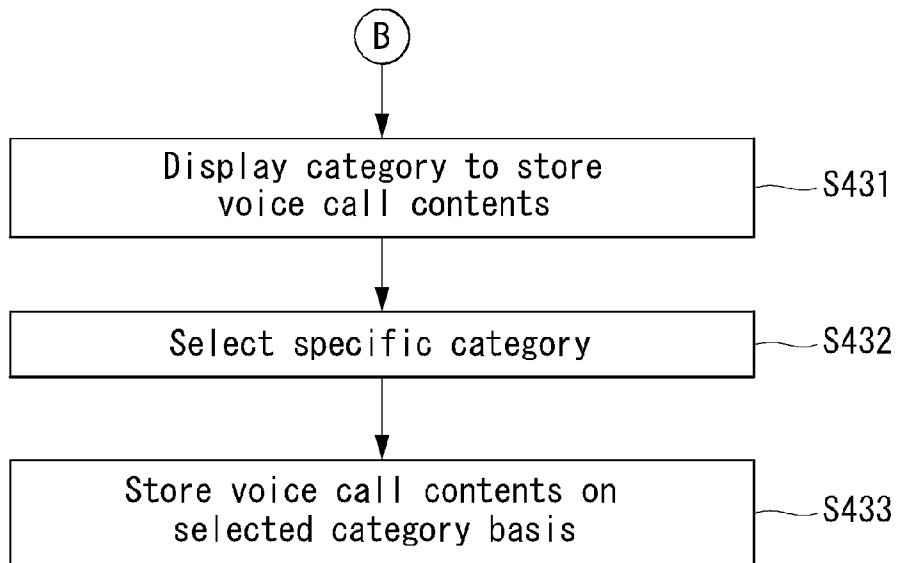 B
Display category to store
voice call contents
S431
Select specific category
S432
Store voice call contents on
selected category basis
S433